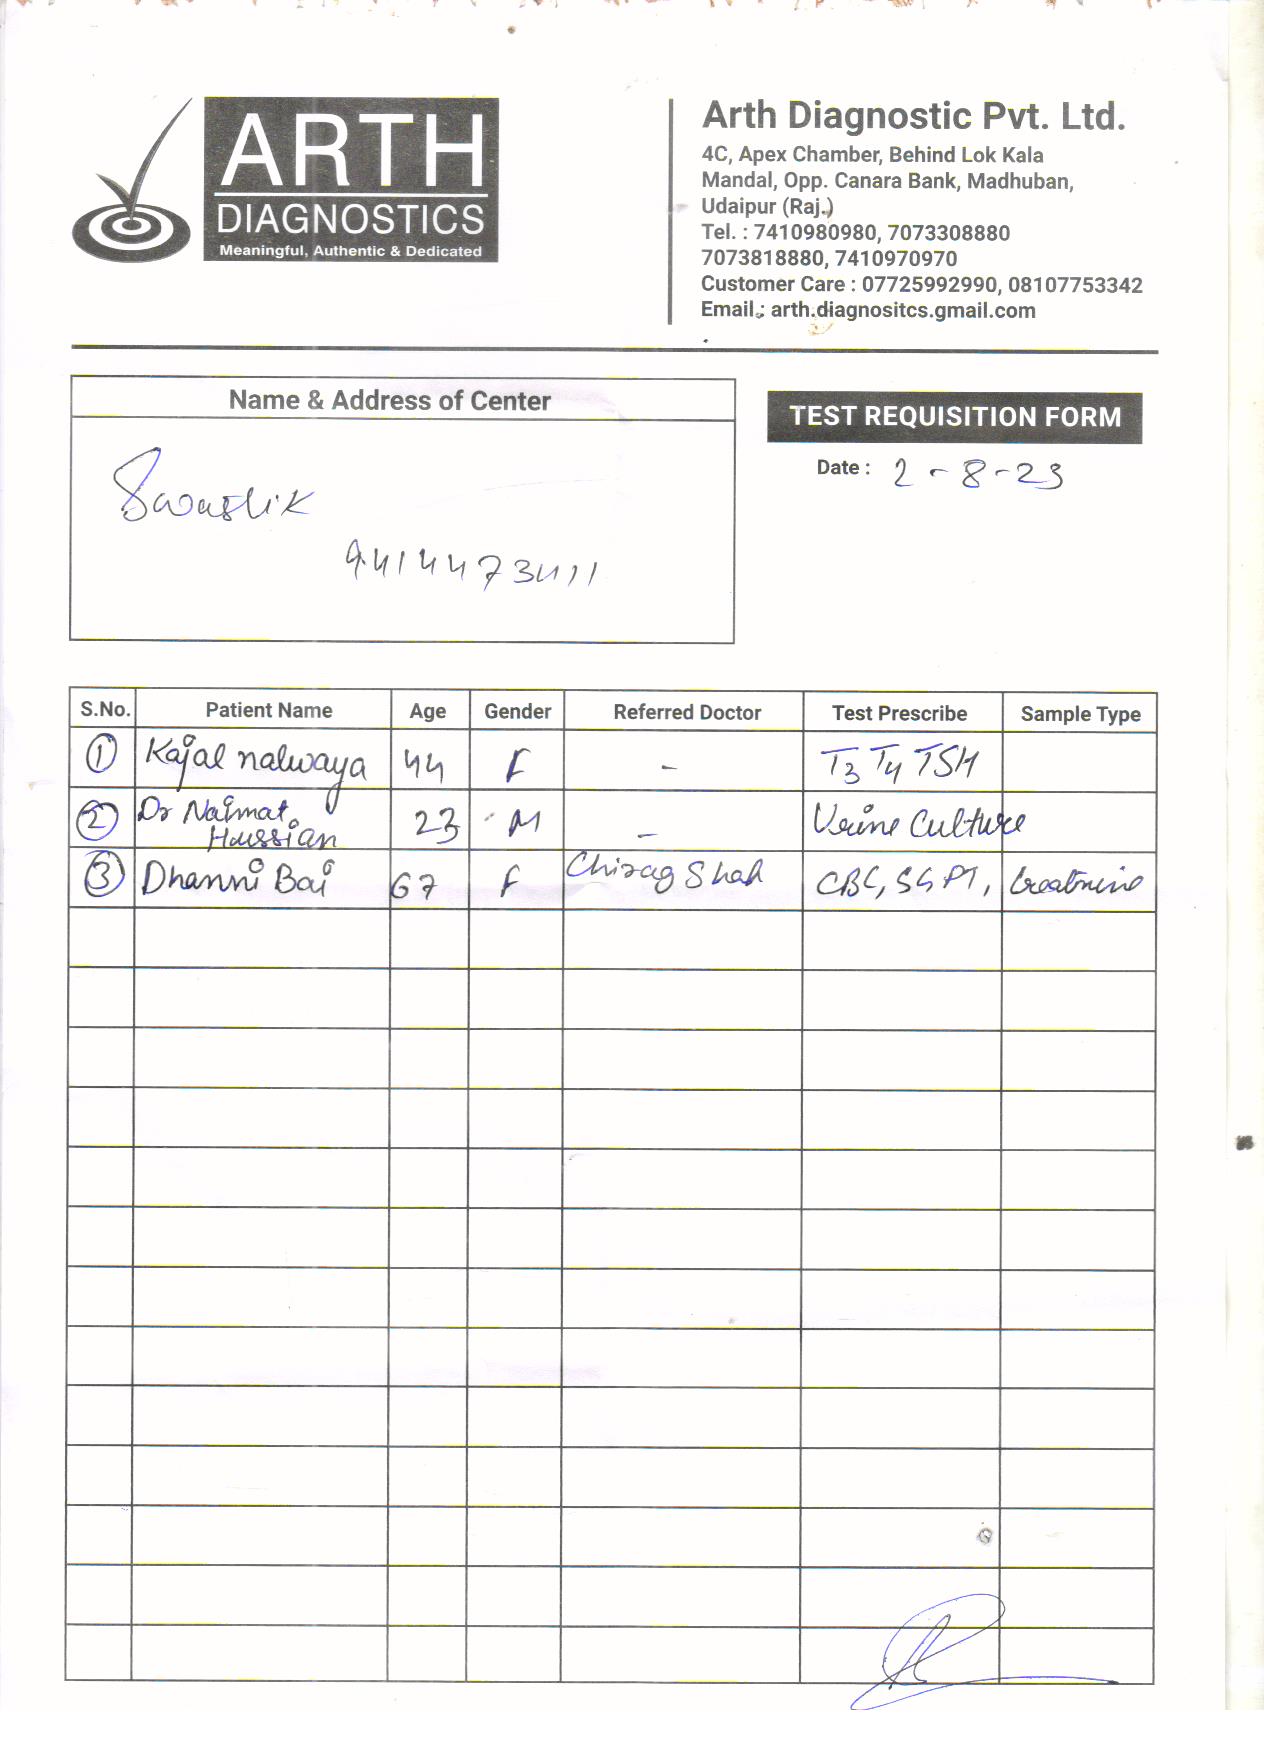 ARTH
DIAGNOSTICS
Meaningful, Authentic & Dedicated
Arth Diagnostic Pvt. Ltd.
4C, Apex Chamber, Behind Lok Kala
Mandal, Opp. Canara Bank, Madhuban,
Udaipur (Raj.)
Tel. : 7410980980, 7073308880
7073818880, 7410970970
Customer Care : 07725992990, 08107753342
Email : arth.diagnositcs.gmail.com
Name & Address of Center
TEST REQUISITION FORM
Date : 2-8-23
Swastik
9414473411
S.No. Patient Name Age Gender Referred Doctor Test Prescribe Sample Type
1 Kajal nalwaya 44 F - T3 T4 TSH
2 Dr Naimat Hussian 23 M - Urine Culture
3 Dhanni Bai 67 F Chirag Shah CBC, SGPT, Creatnine